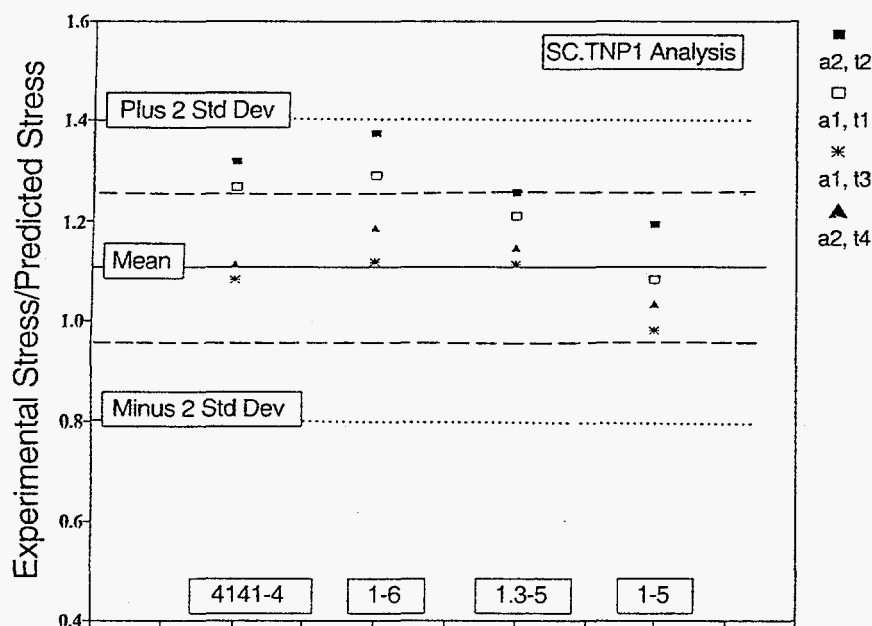 Experimental Stress/Predicted Stress
1.6
1.4
1.2
1.0
0.8
0.6
0.4
SC.TNP1 Analysis
Plus 2 Std Dev
Mean
Minus 2 Std Dev
4141-4
1-6
1.3-5
1-5
a2, t2
a1, t1
a1, t3
a2, t4